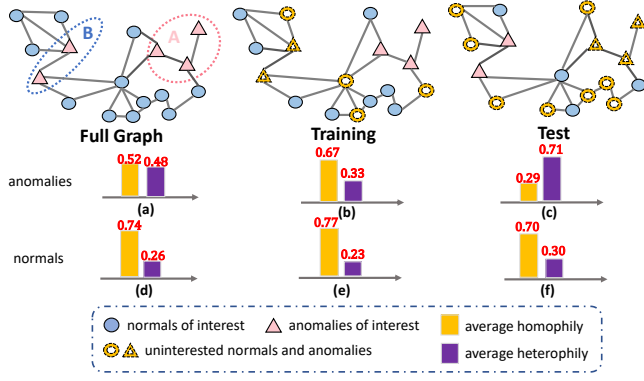 B
A
Full Graph
Training
Test
anomalies
0.52 0.48
(a)
0.67
0.33
(b)
0.29
0.71
(c)
normals
0.74
0.26
(d)
0.77
0.23
(e)
0.70
0.30
(f)
normals of interest
anomalies of interest
average homophily
uninterested normals and anomalies
average heterophily